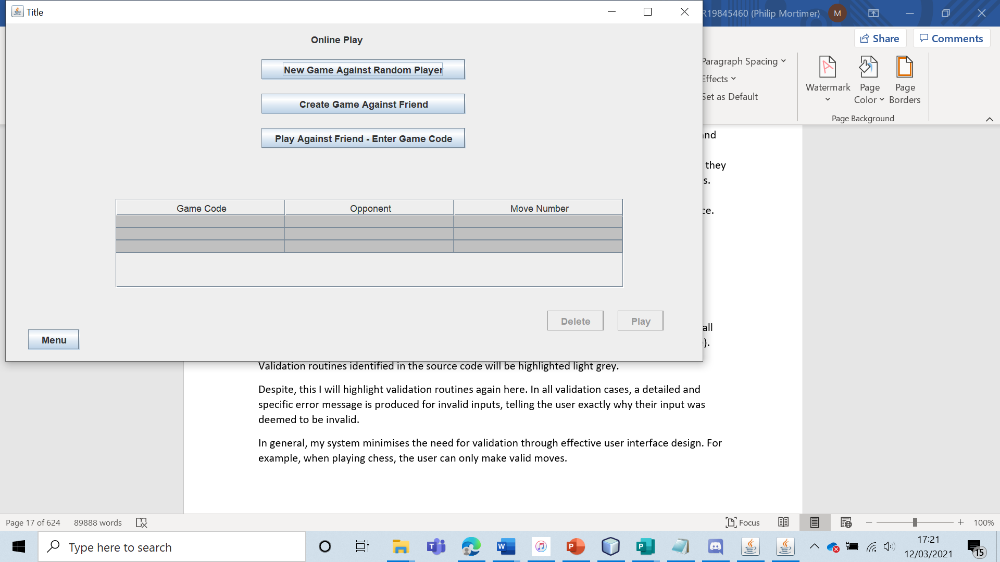 Title
R19845460 (Philip Mortimer) M
Share Comments
Online Play
New Game Against Random Player
Create Game Against Friend
Play Against Friend - Enter Game Code
Game Code Opponent Move Number
Delete Play
Menu
Paragraph Spacing
Effects
Set as Default
Watermark
Page Color
Page Borders
Page Background
and
they
s.
ce.
all
).
Validation routines identified in the source code will be highlighted light grey.
Despite, this I will highlight validation routines again here. In all validation cases, a detailed and
specific error message is produced for invalid inputs, telling the user exactly why their input was
deemed to be invalid.
In general, my system minimises the need for validation through effective user interface design. For
example, when playing chess, the user can only make valid moves.
Page 17 of 624 89888 words Focus 100%
Type here to search
17:21
12/03/2021
15